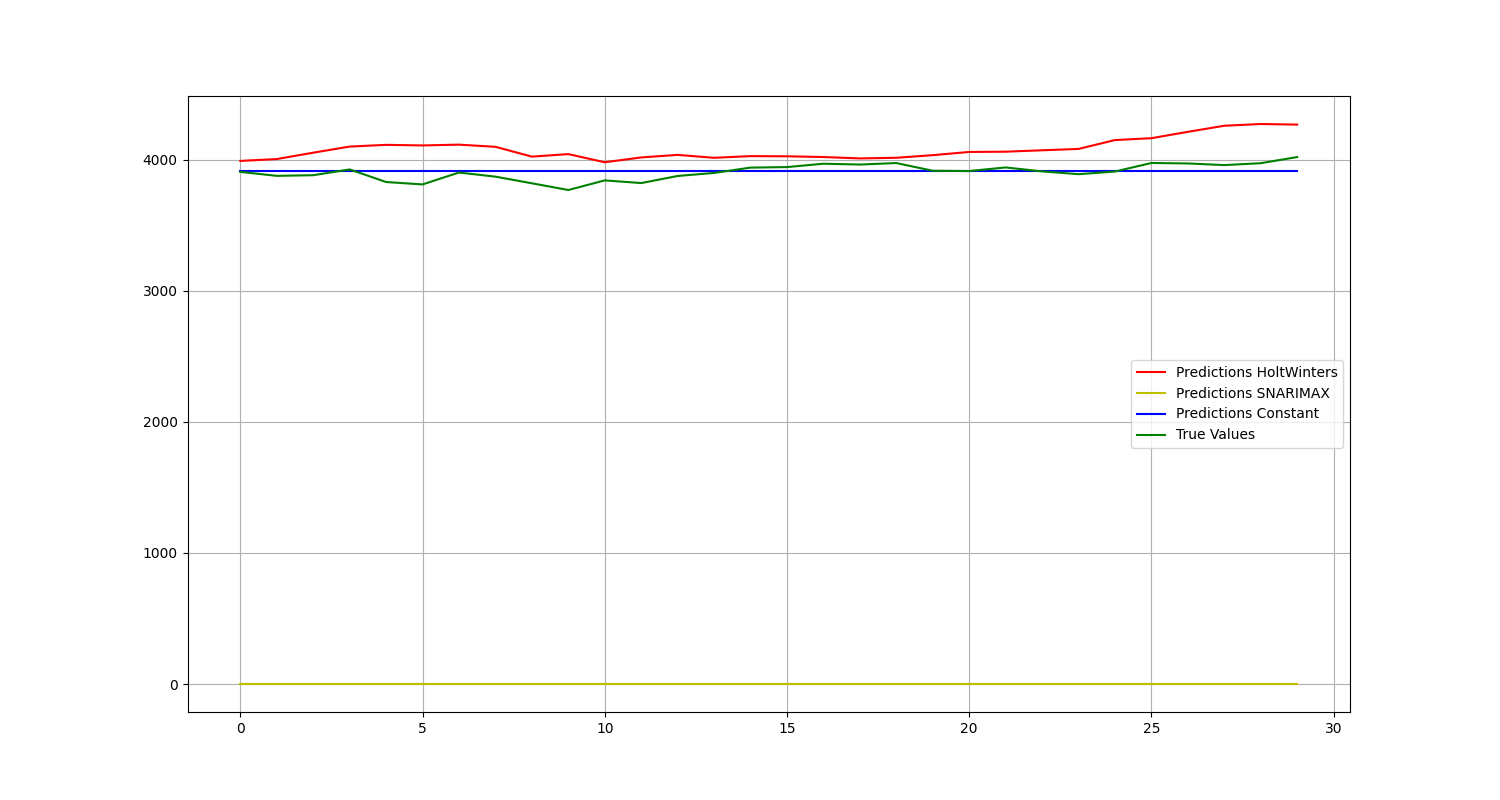 4000
3000
2000
1000
0
Predictions HoltWinters
Predictions SNARIMAX
Predictions Constant
True Values
0 5 10 15 20 25 30